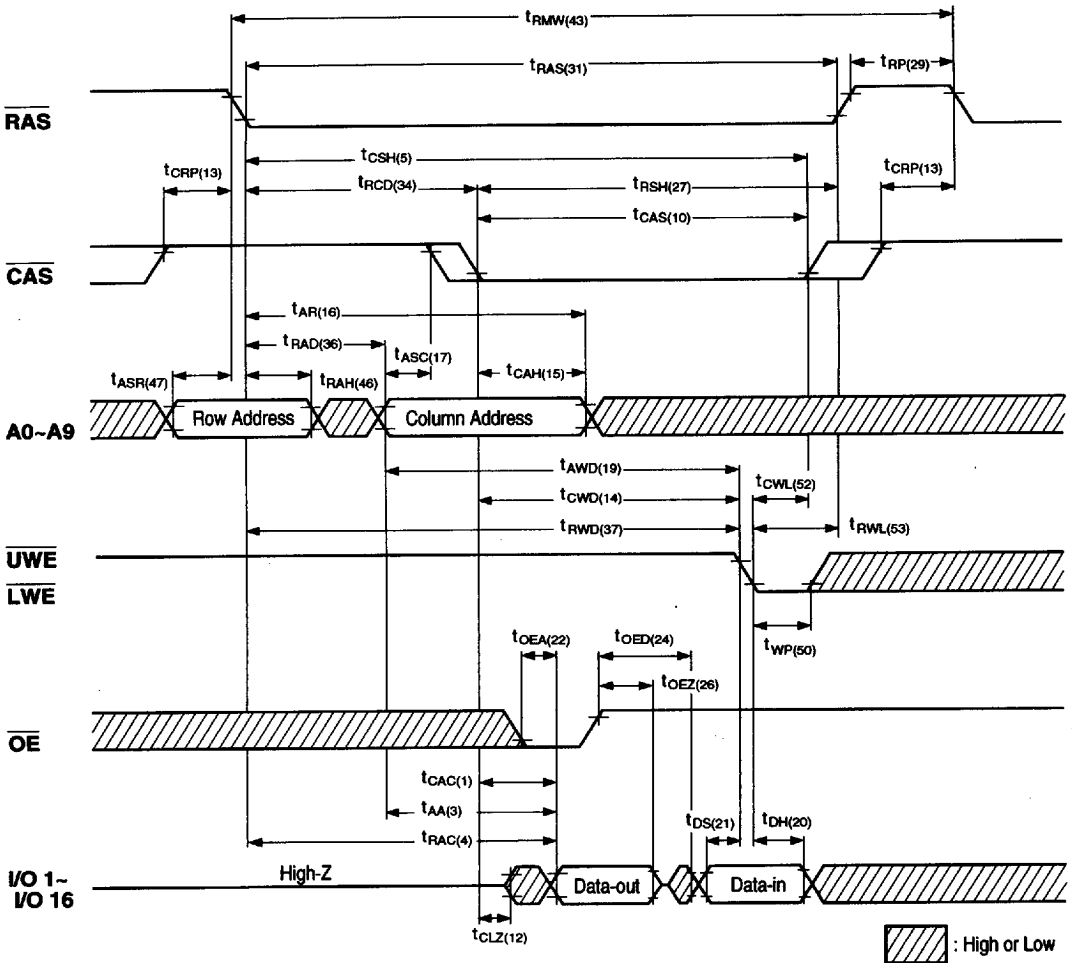 tRMW(43)
tRAS(31)
tRP(29)
RAS
tCSH(5)
tCRP(13)
tRCD(34)
tRSH(27)
tCRP(13)
tCAS(10)
CAS
tAR(16)
tRAD(36)
tASC(17)
tASR(47)
tRAH(46)
tCAH(15)
A0~A9
Row Address
Column Address
tAWD(19)
tCWL(52)
tCWD(14)
tRWD(37)
tRWL(53)
UWE
LWE
tOEA(22)
tOED(24)
tWP(50)
tOEZ(26)
OE
tCAC(1)
tAA(3)
tDS(21)
tDH(20)
tRAC(4)
I/O 1~
I/O 16
High-Z
Data-out
Data-in
tCLZ(12)
: High or Low